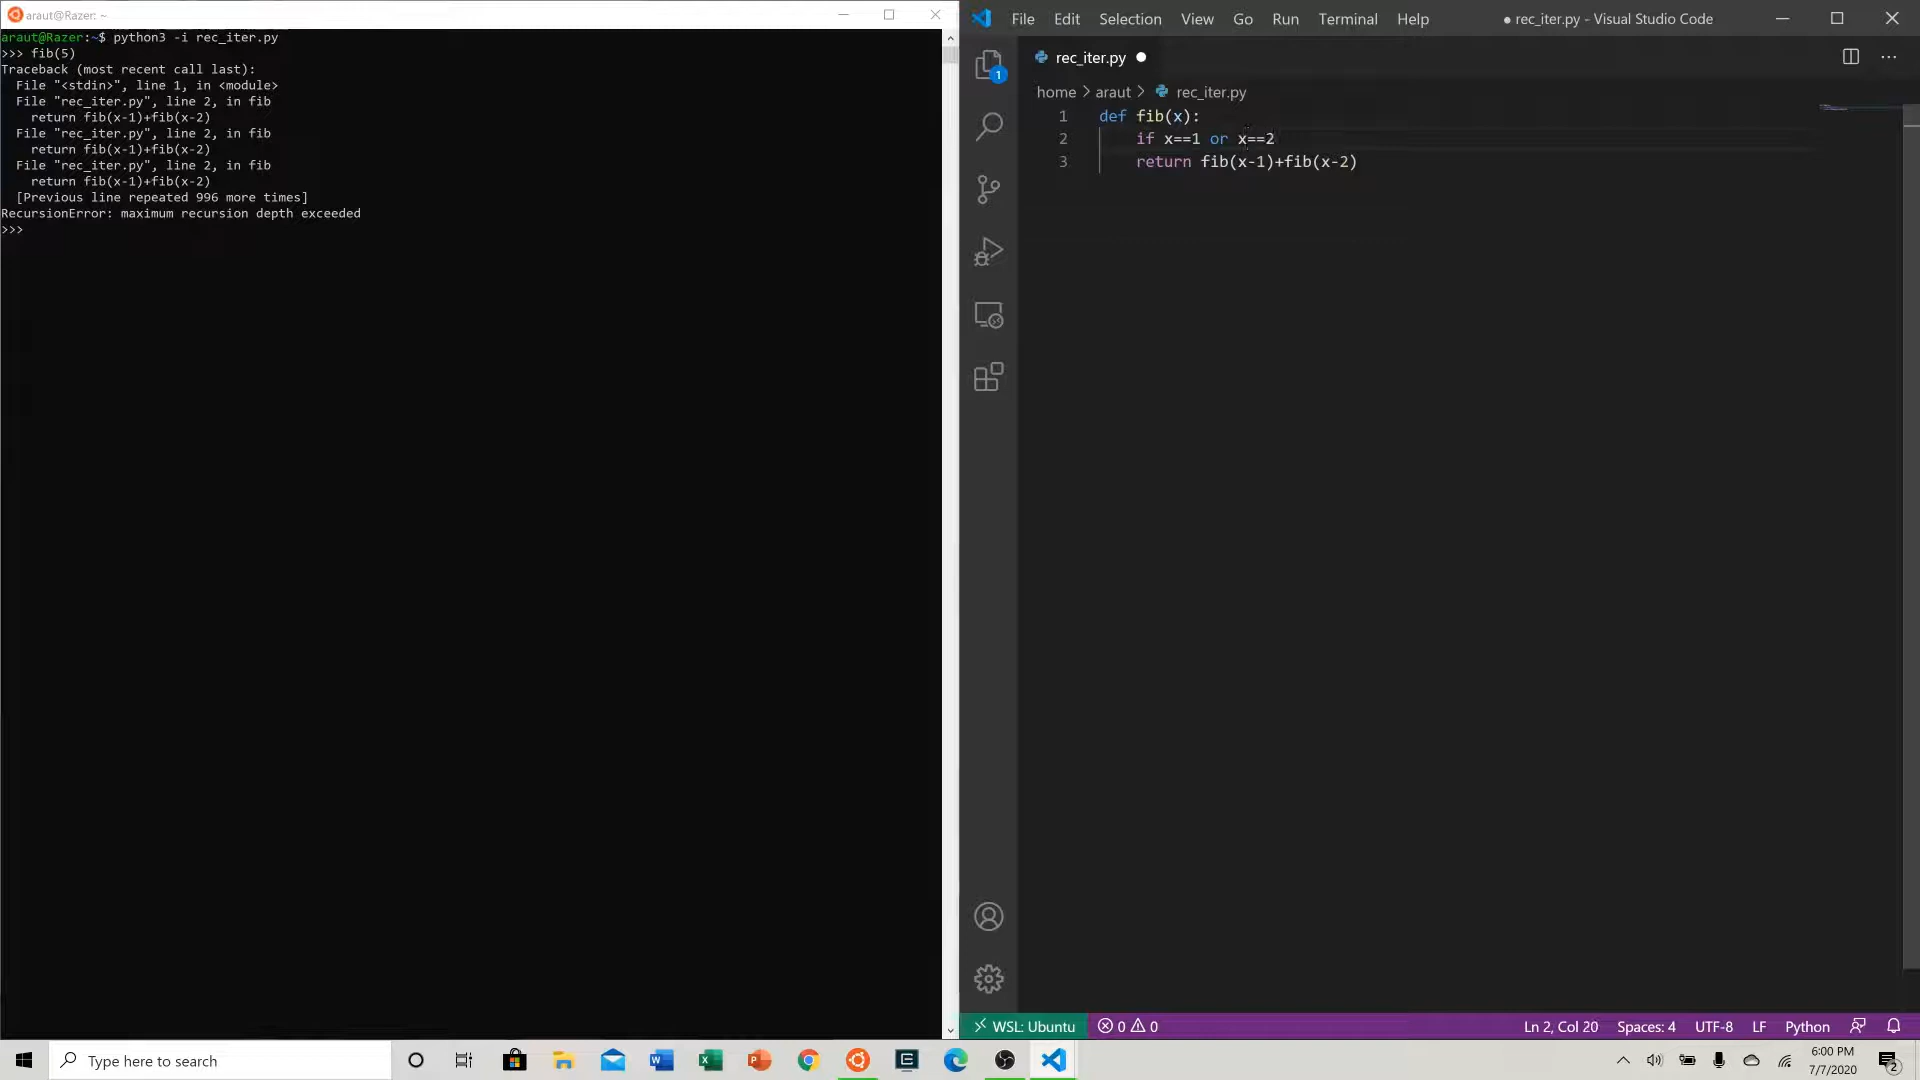 araut@Razer: ~
araut@Razer:~$ python3 -i rec_iter.py
>>> fib(5)
Traceback (most recent call last):
  File "<stdin>", line 1, in <module>
  File "rec_iter.py", line 2, in fib
    return fib(x-1)+fib(x-2)
  File "rec_iter.py", line 2, in fib
    return fib(x-1)+fib(x-2)
  File "rec_iter.py", line 2, in fib
    return fib(x-1)+fib(x-2)
  [Previous line repeated 996 more times]
RecursionError: maximum recursion depth exceeded
>>>
File Edit Selection View Go Run Terminal Help ● rec_iter.py - Visual Studio Code
1
rec_iter.py ●
home > araut > rec_iter.py
1 def fib(x):
2     if x==1 or x==2
3     return fib(x-1)+fib(x-2)
WSL: Ubuntu 0 0 Ln 2, Col 20 Spaces: 4 UTF-8 LF Python
Type here to search
6:00 PM
7/7/2020
2